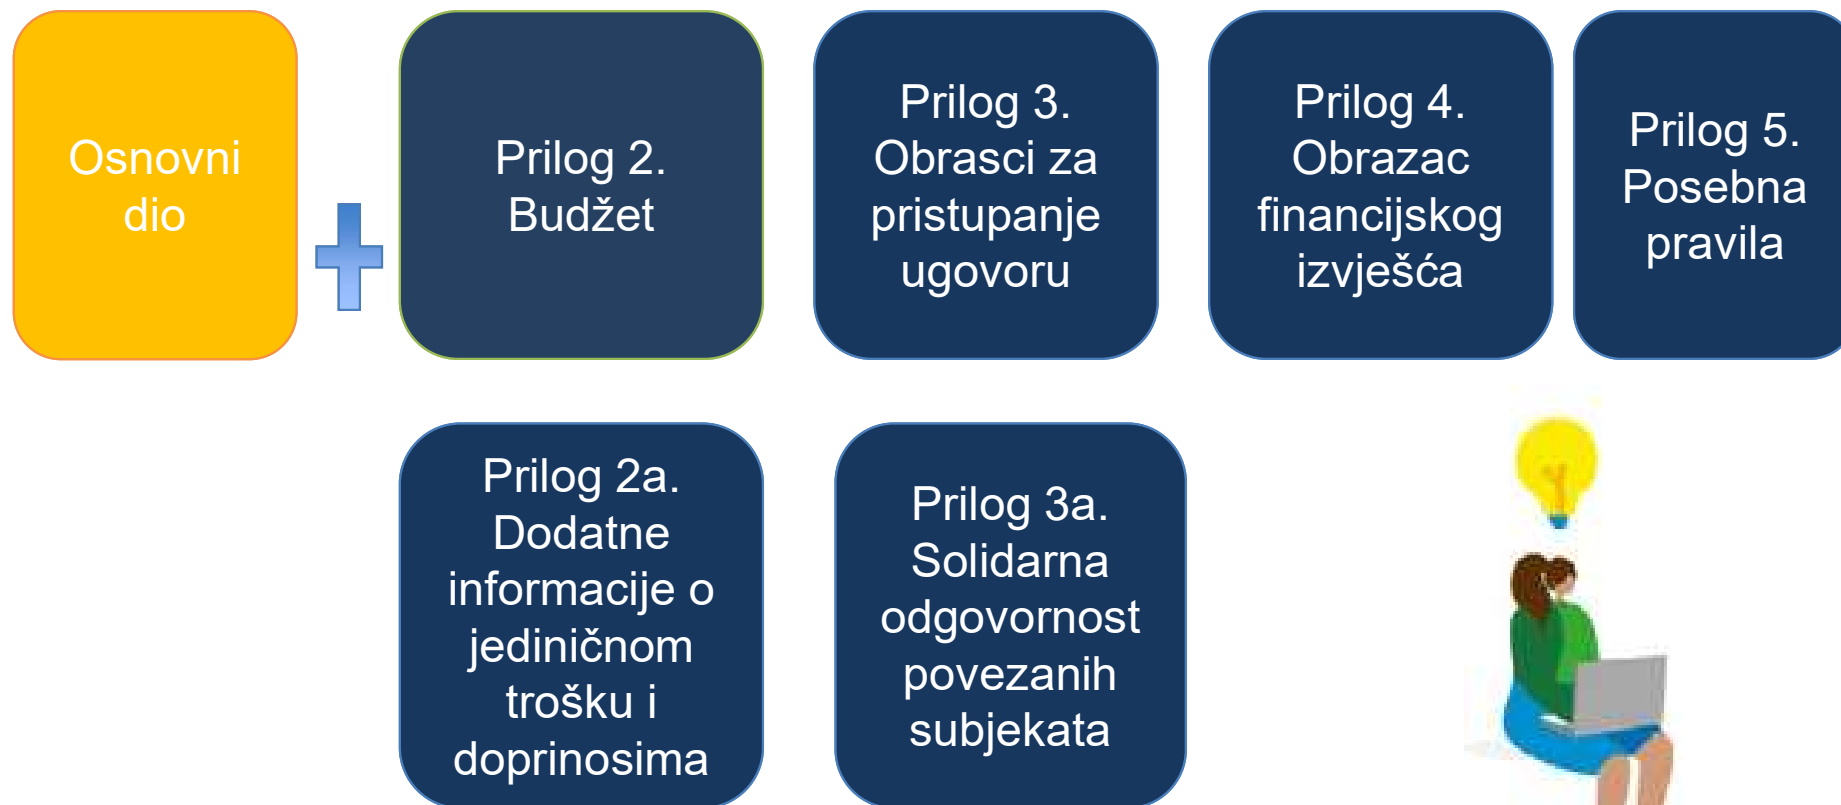 Osnovni
dio
Prilog 2.
Budžet
Prilog 3.
Obrasci za
pristupanje
ugovoru
Prilog 4.
Obrazac
financijskog
izvješća
Prilog 5.
Posebna
pravila
Prilog 2a.
Dodatne
informacije o
jediničnom
trošku i
doprinosima
Prilog 3a.
Solidarna
odgovornost
povezanih
subjekata